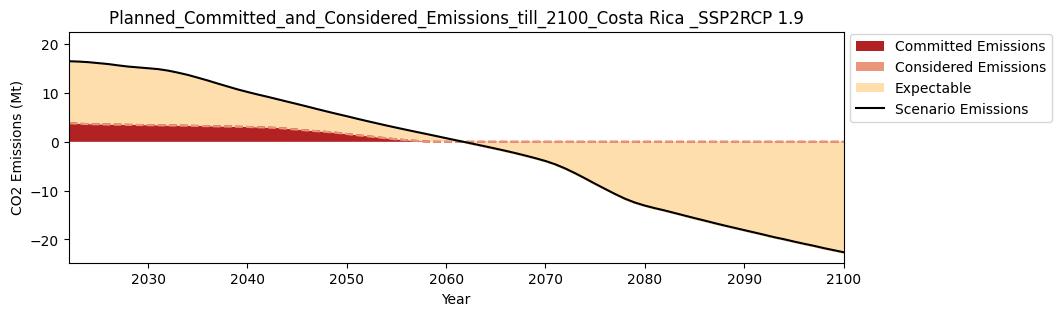 Planned_Committed_and_Considered_Emissions_till_2100_Costa Rica _SSP2RCP 1.9
CO2 Emissions (Mt)
20
10
0
−10
−20
2030
2040
2050
2060
2070
2080
2090
2100
Year
Committed Emissions
Considered Emissions
Expectable
Scenario Emissions